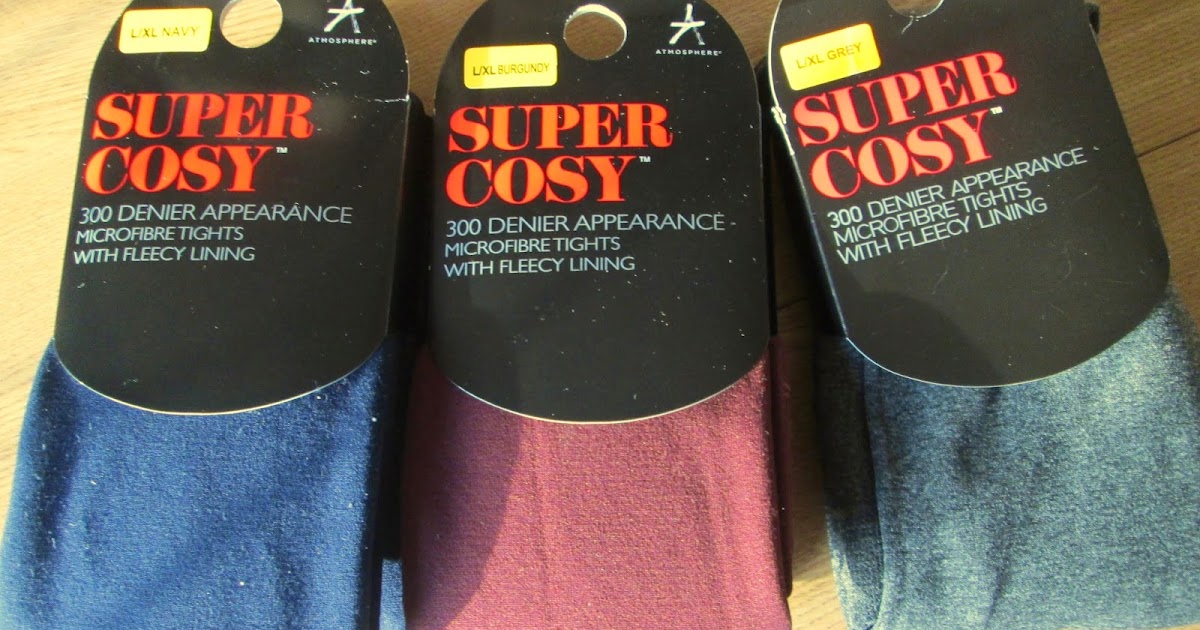 L/XL NAVY
ATMOSPHERE
SUPER
COSY™
300 DENIER APPEARANCE
MICROFIBRE TIGHTS
WITH FLEECY LINING
L/XL BURGUNDY
ATMOSPHERE
SUPER
COSY™
300 DENIER APPEARANCE
MICROFIBRE TIGHTS
WITH FLEECY LINING
L/XL GREY
SUPER
COSY™
300 DENIER APPEARANCE
MICROFIBRE TIGHTS
WITH FLEECY LINING